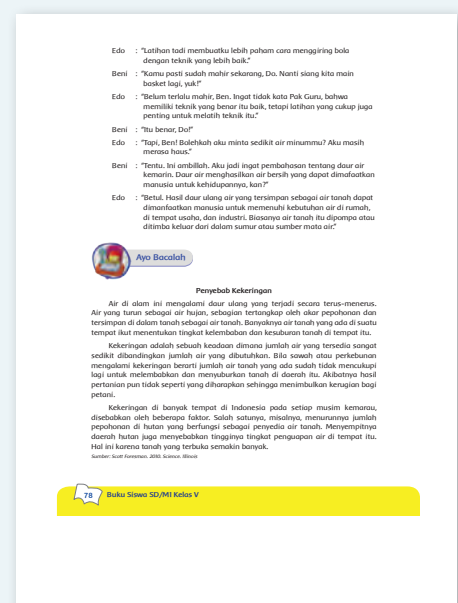 Edo : “Latihan tadi membuatku lebih paham cara menggiring bola
dengan teknik yang lebih baik.”
Beni : “Kamu pasti sudah mahir sekarang, Do. Nanti siang kita main
basket lagi, yuk!”
Edo : “Belum terlalu mahir, Ben. Ingat tidak kata Pak Guru, bahwa
memiliki teknik yang benar itu baik, tetapi latihan yang cukup juga
penting untuk melatih teknik itu.”
Beni : “Itu benar, Do!”
Edo : “Tapi, Ben! Bolehkah aku minta sedikit air minummu? Aku masih
merasa haus.”
Beni : “Tentu. Ini ambillah. Aku jadi ingat pembahasan tentang daur air
kemarin. Daur air menghasilkan air bersih yang dapat dimafaatkan
manusia untuk kehidupannya, kan?”
Edo : “Betul. Hasil daur ulang air yang tersimpan sebagai air tanah dapat
dimanfaatkan manusia untuk memenuhi kebutuhan air di rumah,
di tempat usaha, dan industri. Biasanya air tanah itu dipompa atau
ditimba keluar dari dalam sumur atau sumber mata air.”
Ayo Bacalah
Penyebab Kekeringan
Air di alam ini mengalami daur ulang yang terjadi secara terus-menerus.
Air yang turun sebagai air hujan, sebagian tertangkap oleh akar pepohonan dan
tersimpan di dalam tanah sebagai air tanah. Banyaknya air tanah yang ada di suatu
tempat ikut menentukan tingkat kelembaban dan kesuburan tanah di tempat itu.
Kekeringan adalah sebuah keadaan dimana jumlah air yang tersedia sangat
sedikit dibandingkan jumlah air yang dibutuhkan. Bila sawah atau perkebunan
mengalami kekeringan berarti jumlah air tanah yang ada sudah tidak mencukupi
lagi untuk melembabkan dan menyuburkan tanah di daerah itu. Akibatnya hasil
pertanian pun tidak seperti yang diharapkan sehingga menimbulkan kerugian bagi
petani.
Kekeringan di banyak tempat di Indonesia pada setiap musim kemarau,
disebabkan oleh beberapa faktor. Salah satunya, misalnya, menurunnya jumlah
pepohonan di hutan yang berfungsi sebagai penyedia air tanah. Menyempitnya
daerah hutan juga menyebabkan tingginya tingkat penguapan air di tempat itu.
Hal ini karena tanah yang terbuka semakin banyak.
Sumber: Scott Foresman. 2010. Science. Illinois
78 Buku Siswa SD/MI Kelas V